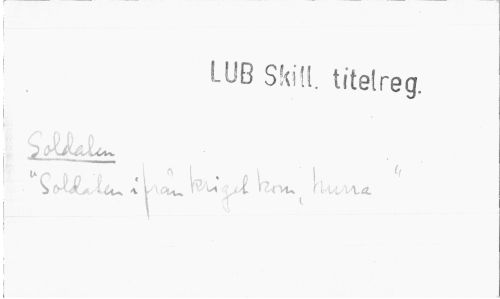 LUB Skill. titelreg.
Soldaten
"Soldaten ifrån kriget kom, hurra"